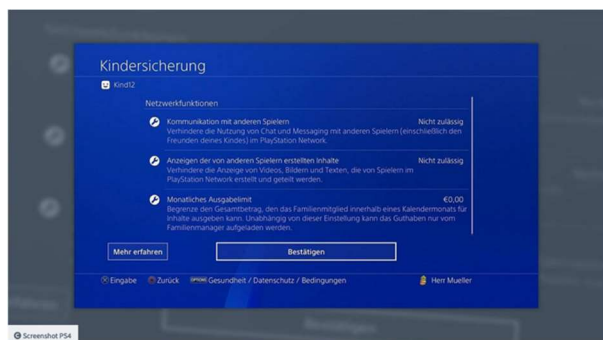 Kindersicherung
Kind12
Netzwerkfunktionen
Kommunikation mit anderen Spielern Nicht zulässig
Verhindere die Nutzung von Chat und Messaging mit anderen Spielern (einschließlich den
Freunden deines Kindes) im PlayStation Network.
Anzeigen der von anderen Spielern erstellten Inhalte Nicht zulässig
Verhindere die Anzeige von Videos, Bildern und Texten, die von Spielern im
PlayStation Network erstellt und geteilt werden.
Monatliches Ausgabelimit €0,00
Begrenze den Gesamtbetrag, den das Familienmitglied innerhalb eines Kalendermonats für
Inhalte ausgeben kann. Unabhängig von dieser Einstellung kann das Guthaben nur vom
Familienmanager aufgeladen werden.
Mehr erfahren Bestätigen
Eingabe Zurück OPTIONS Gesundheit / Datenschutz / Bedingungen Herr Mueller
Screenshot PS4